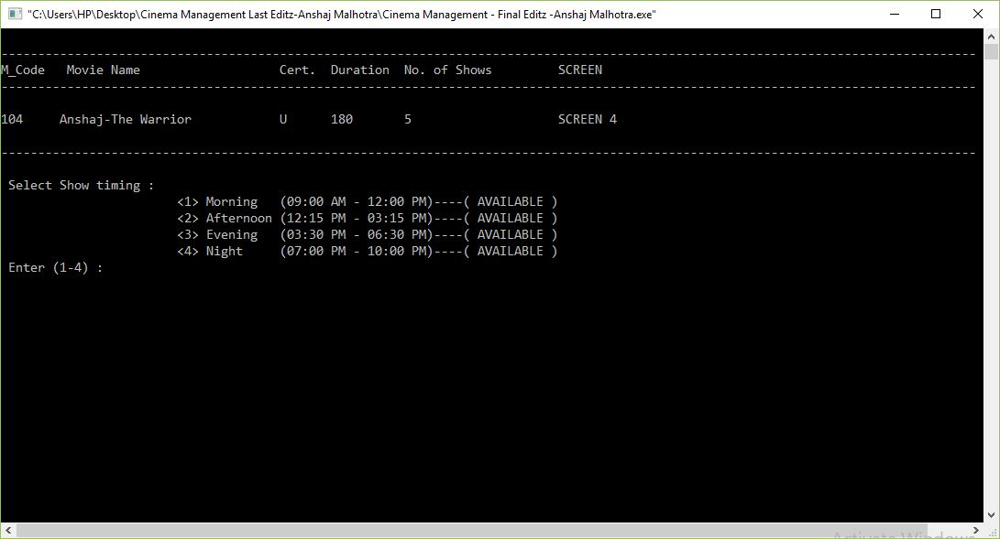 "C:\Users\HP\Desktop\Cinema Management Last Editz-Anshaj Malhotra\Cinema Management - Final Editz -Anshaj Malhotra.exe"
M_Code Movie Name Cert. Duration No. of Shows SCREEN
104 Anshaj-The Warrior U 180 5 SCREEN 4
Select Show timing :
<1> Morning (09:00 AM - 12:00 PM)----( AVAILABLE )
<2> Afternoon (12:15 PM - 03:15 PM)----( AVAILABLE )
<3> Evening (03:30 PM - 06:30 PM)----( AVAILABLE )
<4> Night (07:00 PM - 10:00 PM)----( AVAILABLE )
Enter (1-4) :
Activate Windows